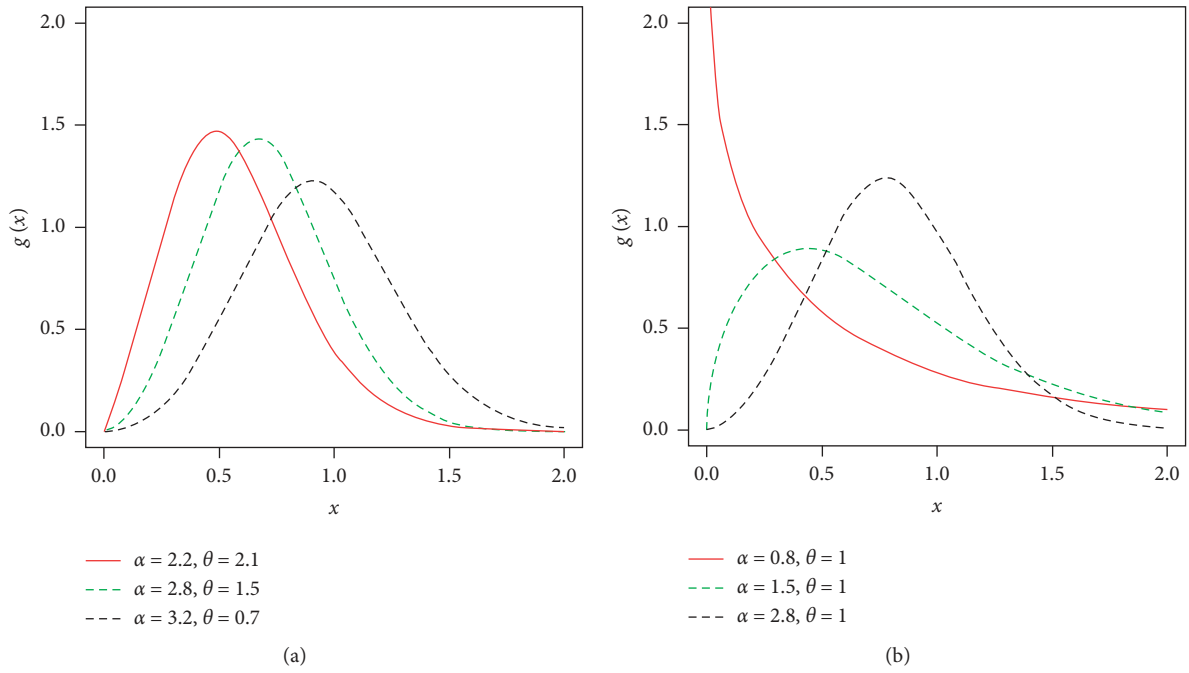 2.0
1.5
1.0
0.5
0.0
g (x)
0.0 0.5 1.0 1.5 2.0
x
α = 2.2, θ = 2.1
α = 2.8, θ = 1.5
α = 3.2, θ = 0.7
(a)
2.0
1.5
1.0
0.5
0.0
g (x)
0.0 0.5 1.0 1.5 2.0
x
α = 0.8, θ = 1
α = 1.5, θ = 1
α = 2.8, θ = 1
(b)